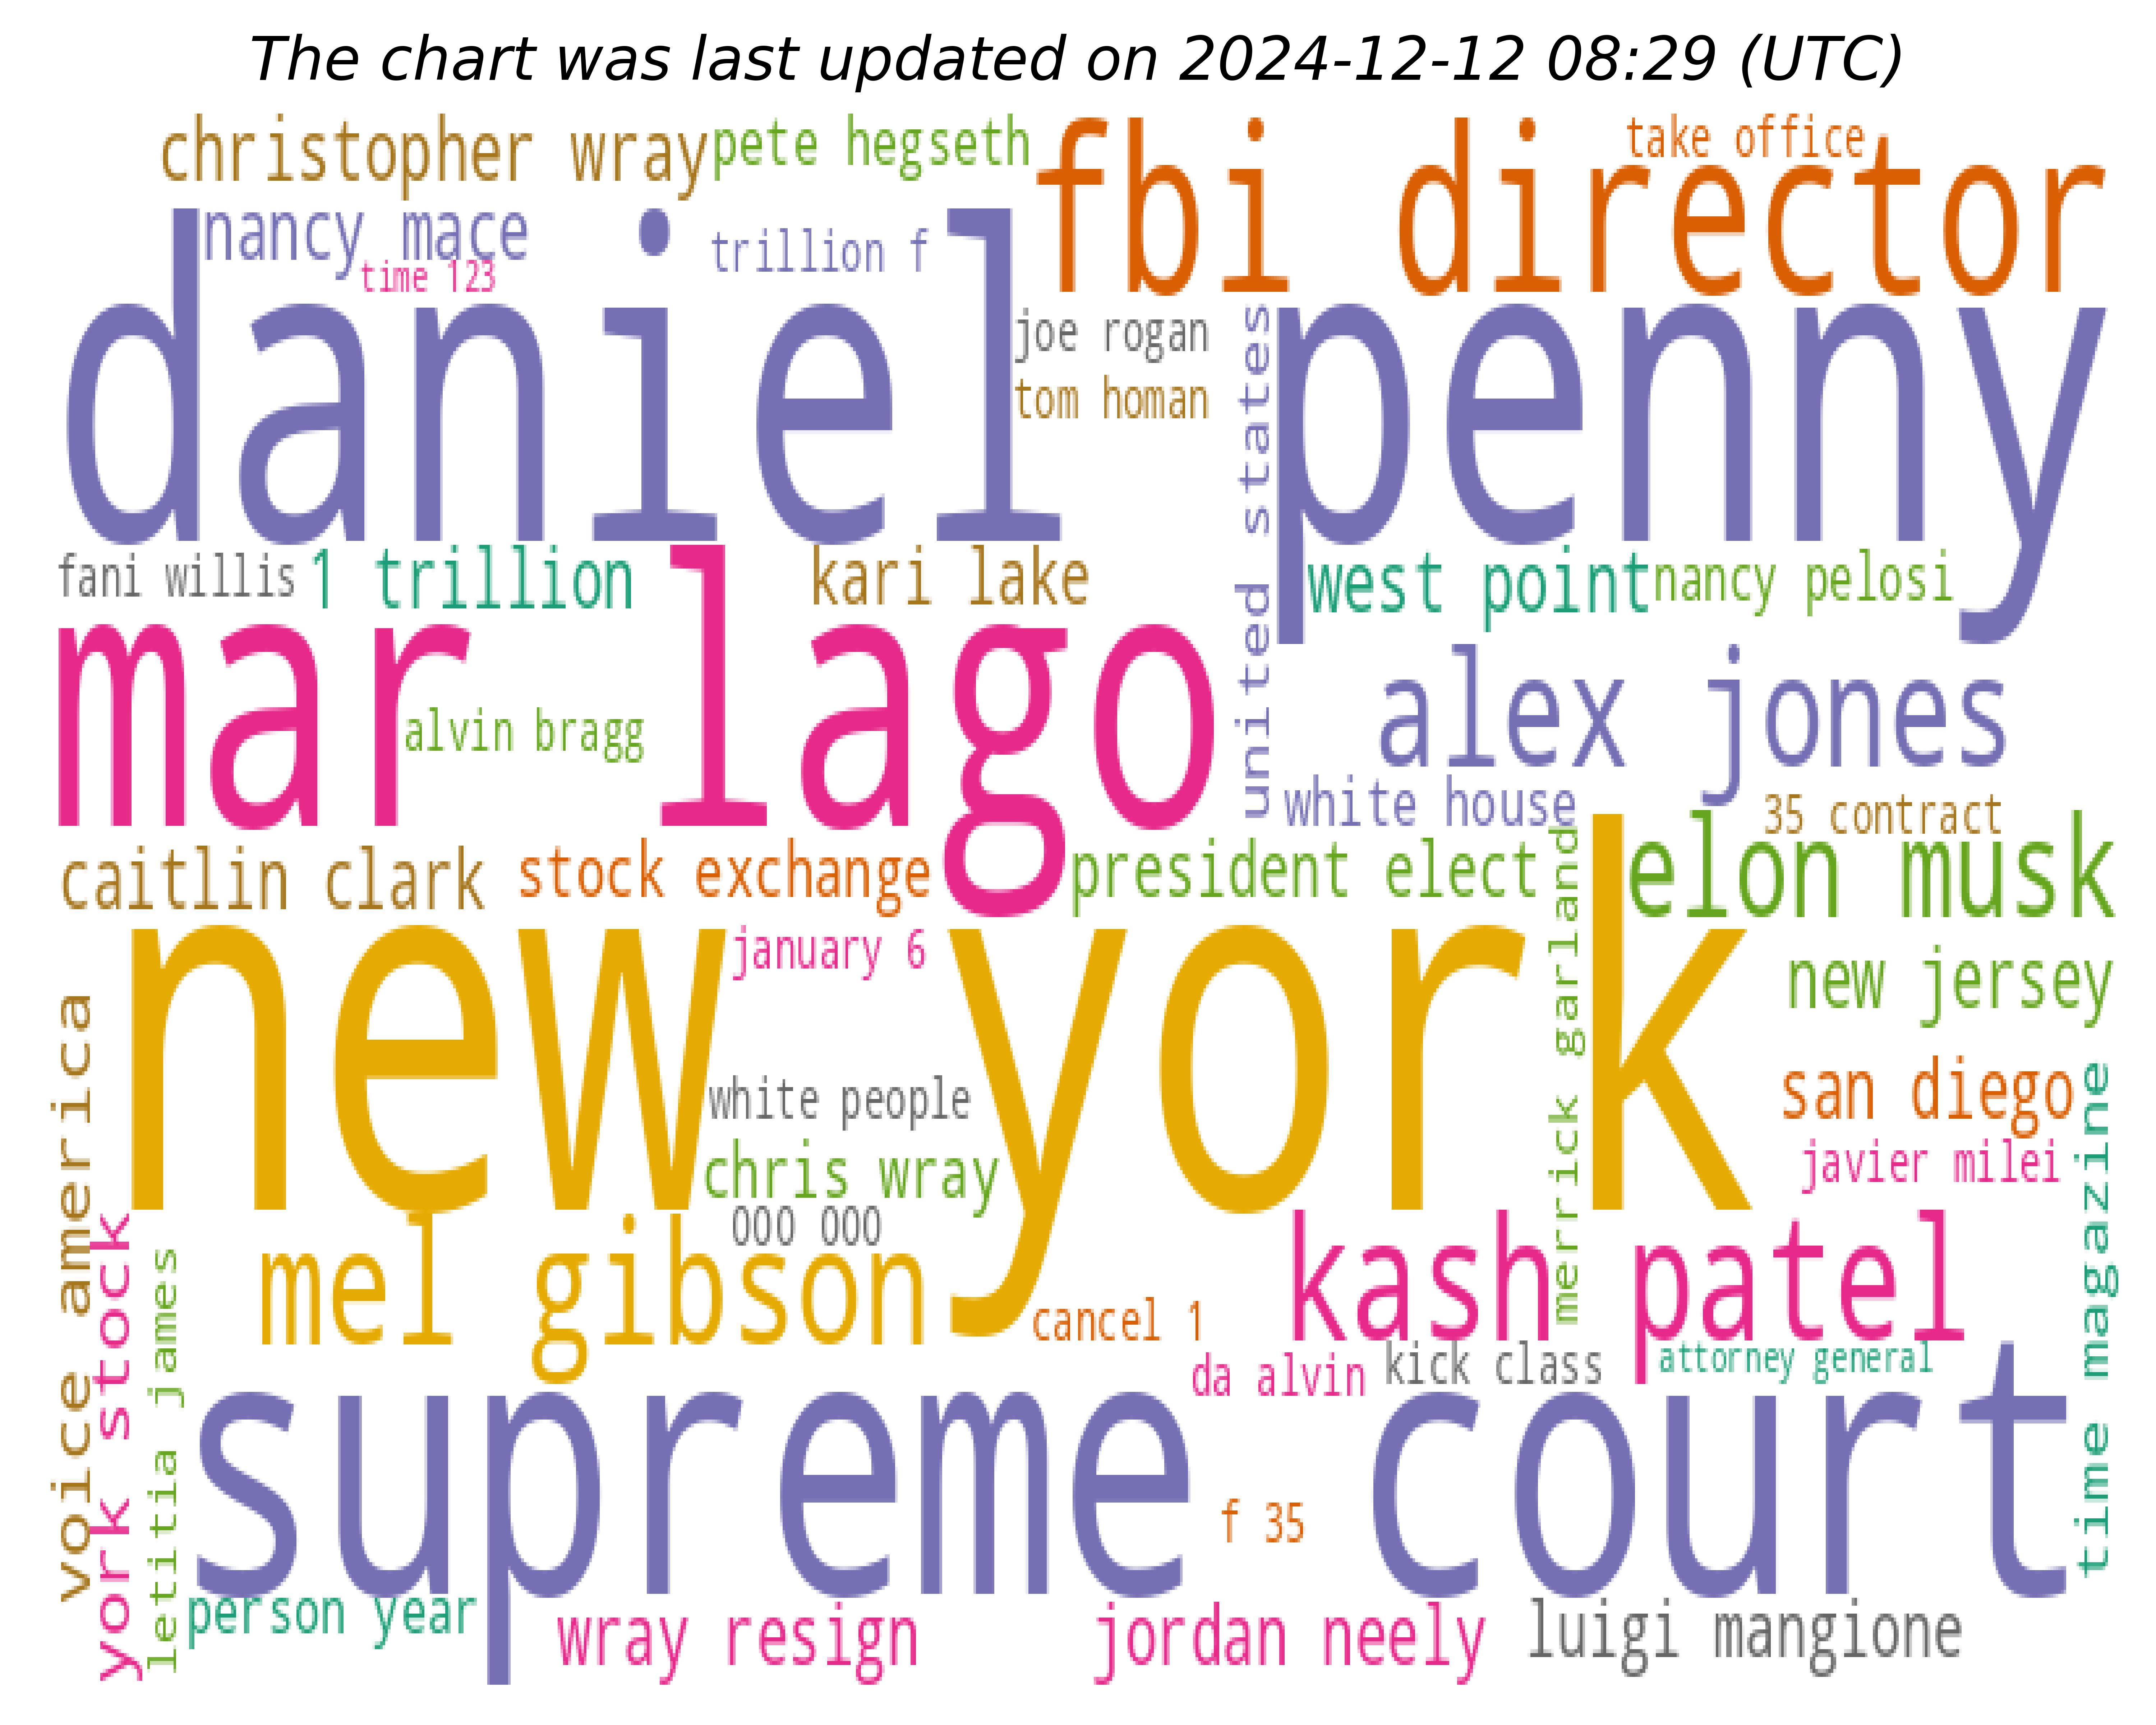 The chart was last updated on 2024-12-12 08:29 (UTC)
christopher wray
pete hegseth
fbi director
take office
nancy mace
time 123
trillion f
daniel penny
joe rogan
tom homan
united states
fani willis
1 trillion
kari lake
west point
nancy pelosi
mar lago
alvin bragg
alex jones
white house
35 contract
caitlin clark
stock exchange
president elect
elon musk
merrick garland
new york
january 6
new jersey
voice america
white people
san diego
chris wray
javier milei
time magazine
000 000
york stock
letitia james
mel gibson
kash patel
cancel 1
da alvin
kick class
attorney general
supreme court
f 35
person year
wray resign
jordan neely
luigi mangione